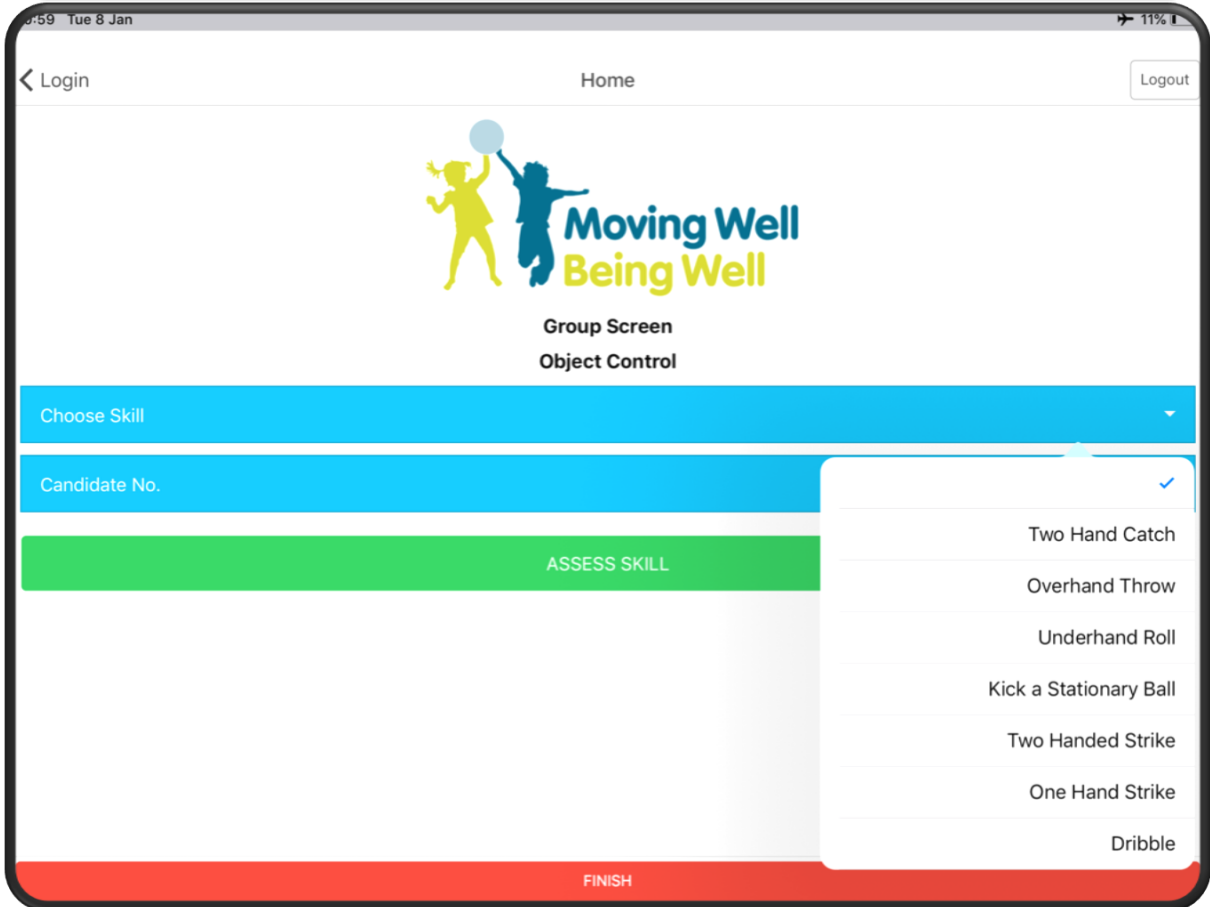 :59 Tue 8 Jan
11%
Login
Home
Logout
Moving Well
Being Well
Group Screen
Object Control
Choose Skill
Candidate No.
ASSESS SKILL
Two Hand Catch
Overhand Throw
Underhand Roll
Kick a Stationary Ball
Two Handed Strike
One Hand Strike
Dribble
FINISH